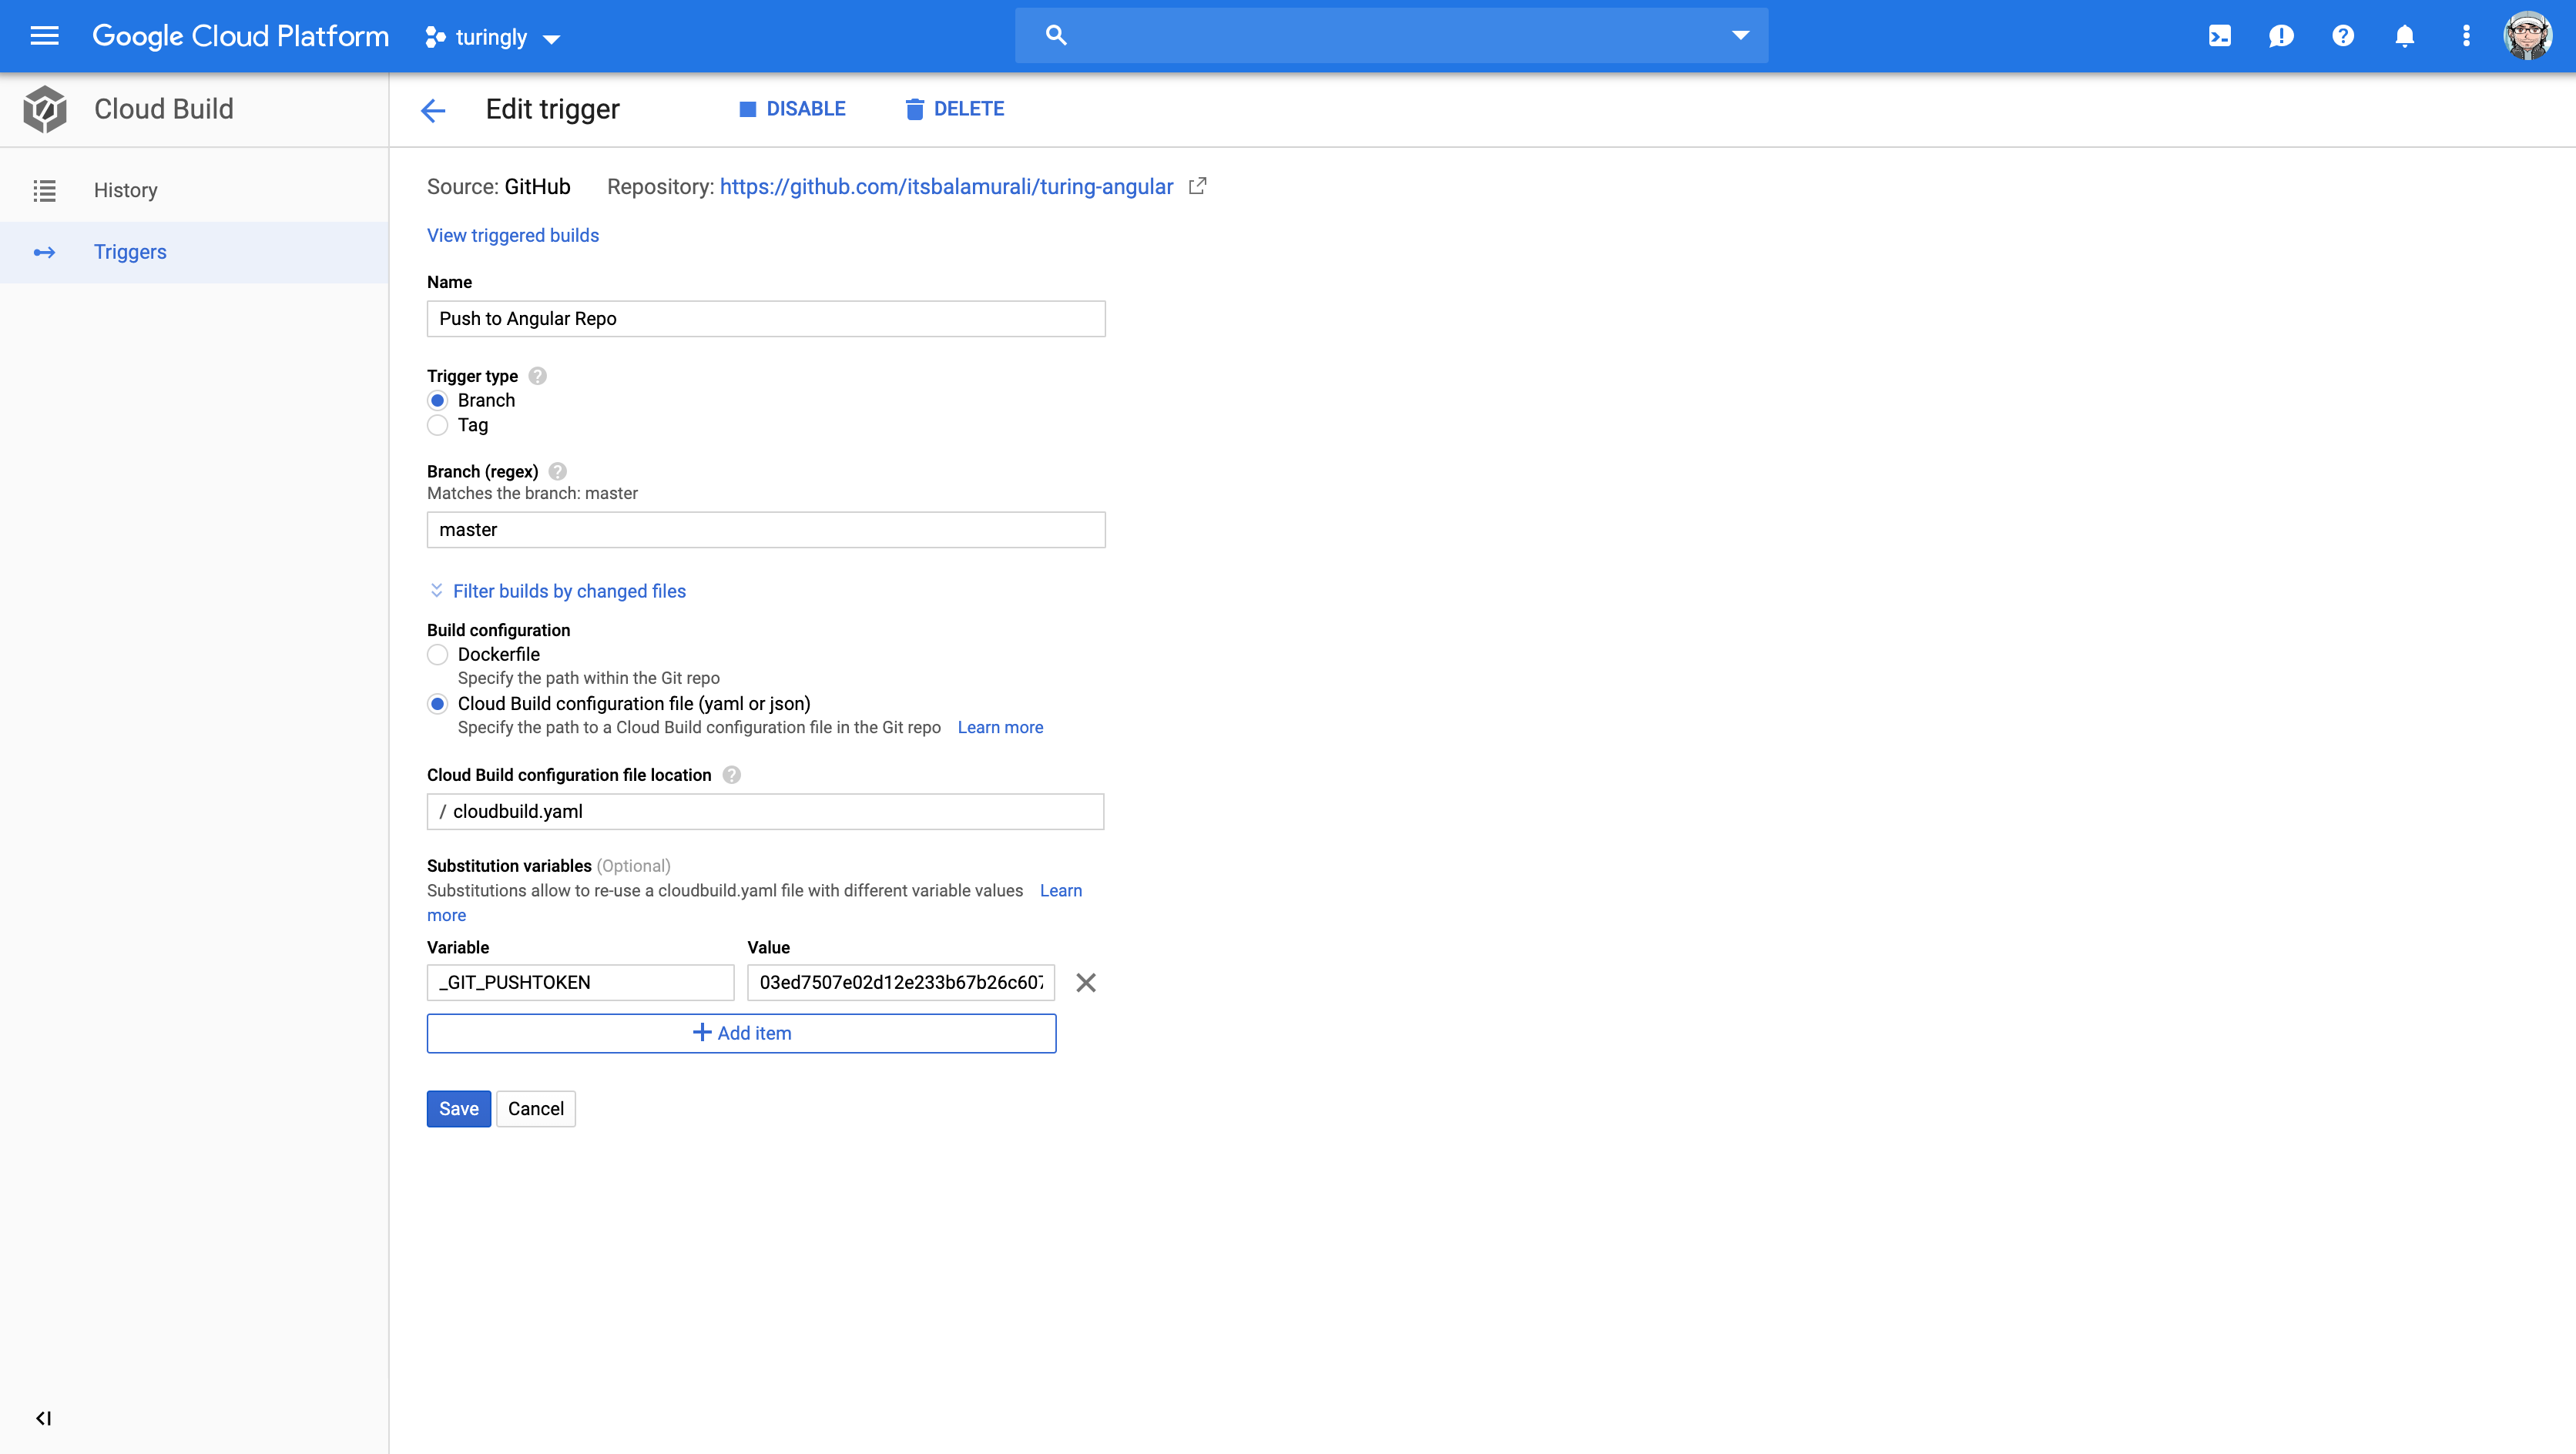 Google Cloud Platform turingly
Cloud Build
Edit trigger DISABLE DELETE
History
Triggers
Source: GitHub Repository: https://github.com/itsbalamurali/turing-angular
View triggered builds
Name
Push to Angular Repo
Trigger type
Branch
Tag
Branch (regex)
Matches the branch: master
master
Filter builds by changed files
Build configuration
Dockerfile
Specify the path within the Git repo
Cloud Build configuration file (yaml or json)
Specify the path to a Cloud Build configuration file in the Git repo Learn more
Cloud Build configuration file location
/ cloudbuild.yaml
Substitution variables (Optional)
Substitutions allow to re-use a cloudbuild.yaml file with different variable values Learn
more
Variable Value
_GIT_PUSHTOKEN 03ed7507e02d12e233b67b26c607
Add item
Save Cancel